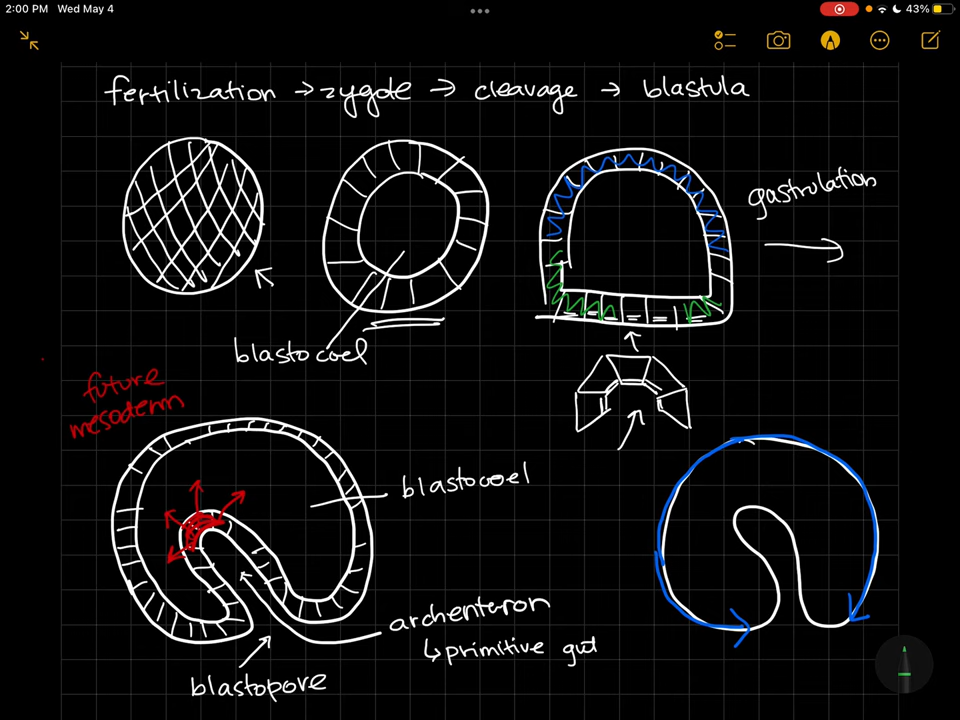 2:00 PM Wed May 4
43%
fertilization → zygote → cleavage → blastula
gastrulation
blastocoel
future
mesoderm
blastocoel
archenteron
↳ primitive gut
blastopore